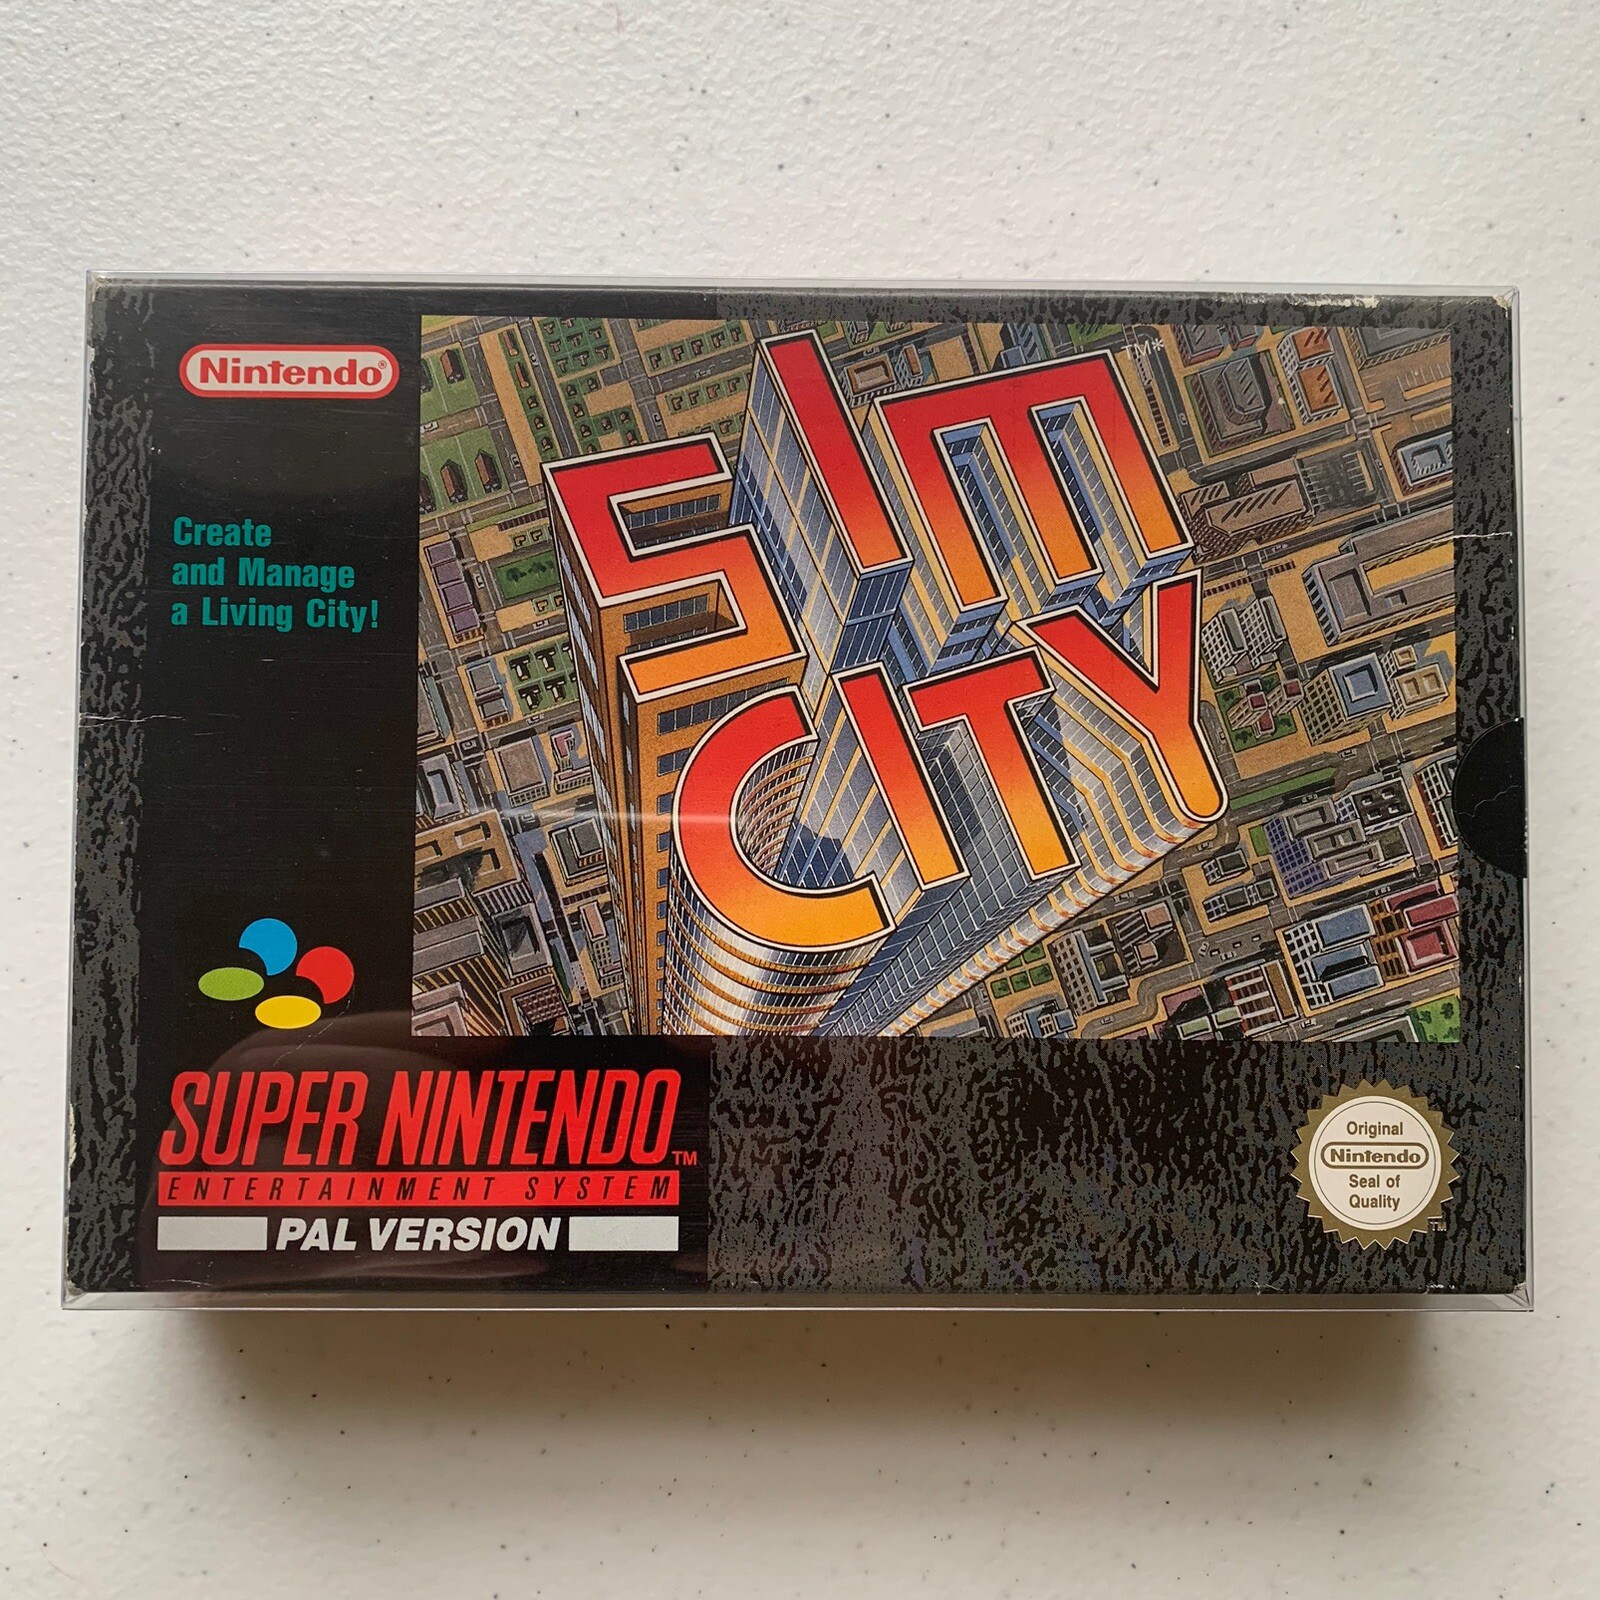 Nintendo®
Create
and Manage
a Living City!
SIM
CITY
TM*
SUPER NINTENDO
TM
ENTERTAINMENT SYSTEM
PAL VERSION
Original
Nintendo
Seal of
Quality
TM